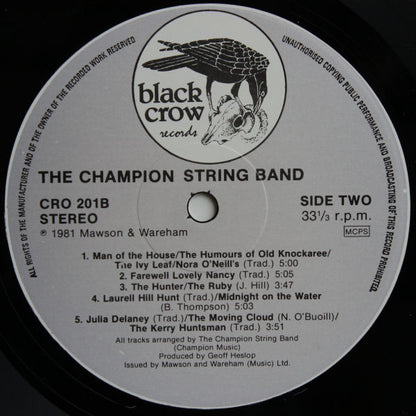 ALL RIGHTS OF THE MANUFACTURER AND OF THE OWNER OF THE RECORDED WORK RESERVED
UNAUTHORISED COPYING PUBLIC PERFORMANCE AND BROADCASTING OF THIS RECORD PROHIBITED.
black
crow
records
THE CHAMPION STRING BAND
CRO 201B
STEREO
℗ 1981 Mawson & Wareham
SIDE TWO
33⅓ r.p.m.
MCPS
1. Man of the House/The Humours of Old Knockaree/
The Ivy Leaf/Nora O'Neill's (Trad.) 5:00
2. Farewell Lovely Nancy (Trad.) 5:05
3. The Hunter/The Ruby (J. Hill) 3:47
4. Laurell Hill Hunt (Trad.)/Midnight on the Water
(B. Thompson) 5:03
5. Julia Delaney (Trad.)/The Moving Cloud (N. O'Buoill)/
The Kerry Huntsman (Trad.) 3:51
All tracks arranged by The Champion String Band
(Champion Music)
Produced by Geoff Heslop
Issued by Mawson and Wareham (Music) Ltd.